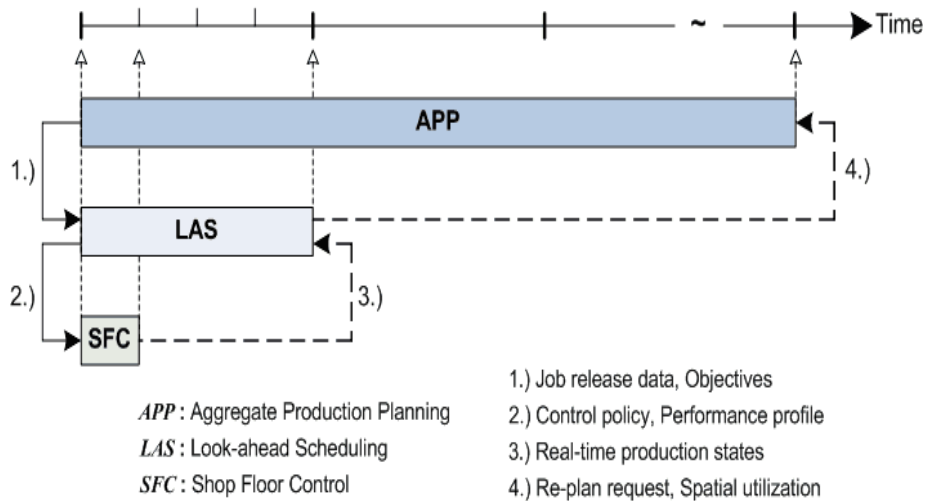 ~
Time
APP
1.)
4.)
LAS
2.)
3.)
SFC
APP : Aggregate Production Planning
LAS : Look-ahead Scheduling
SFC : Shop Floor Control
1.) Job release data, Objectives
2.) Control policy, Performance profile
3.) Real-time production states
4.) Re-plan request, Spatial utilization